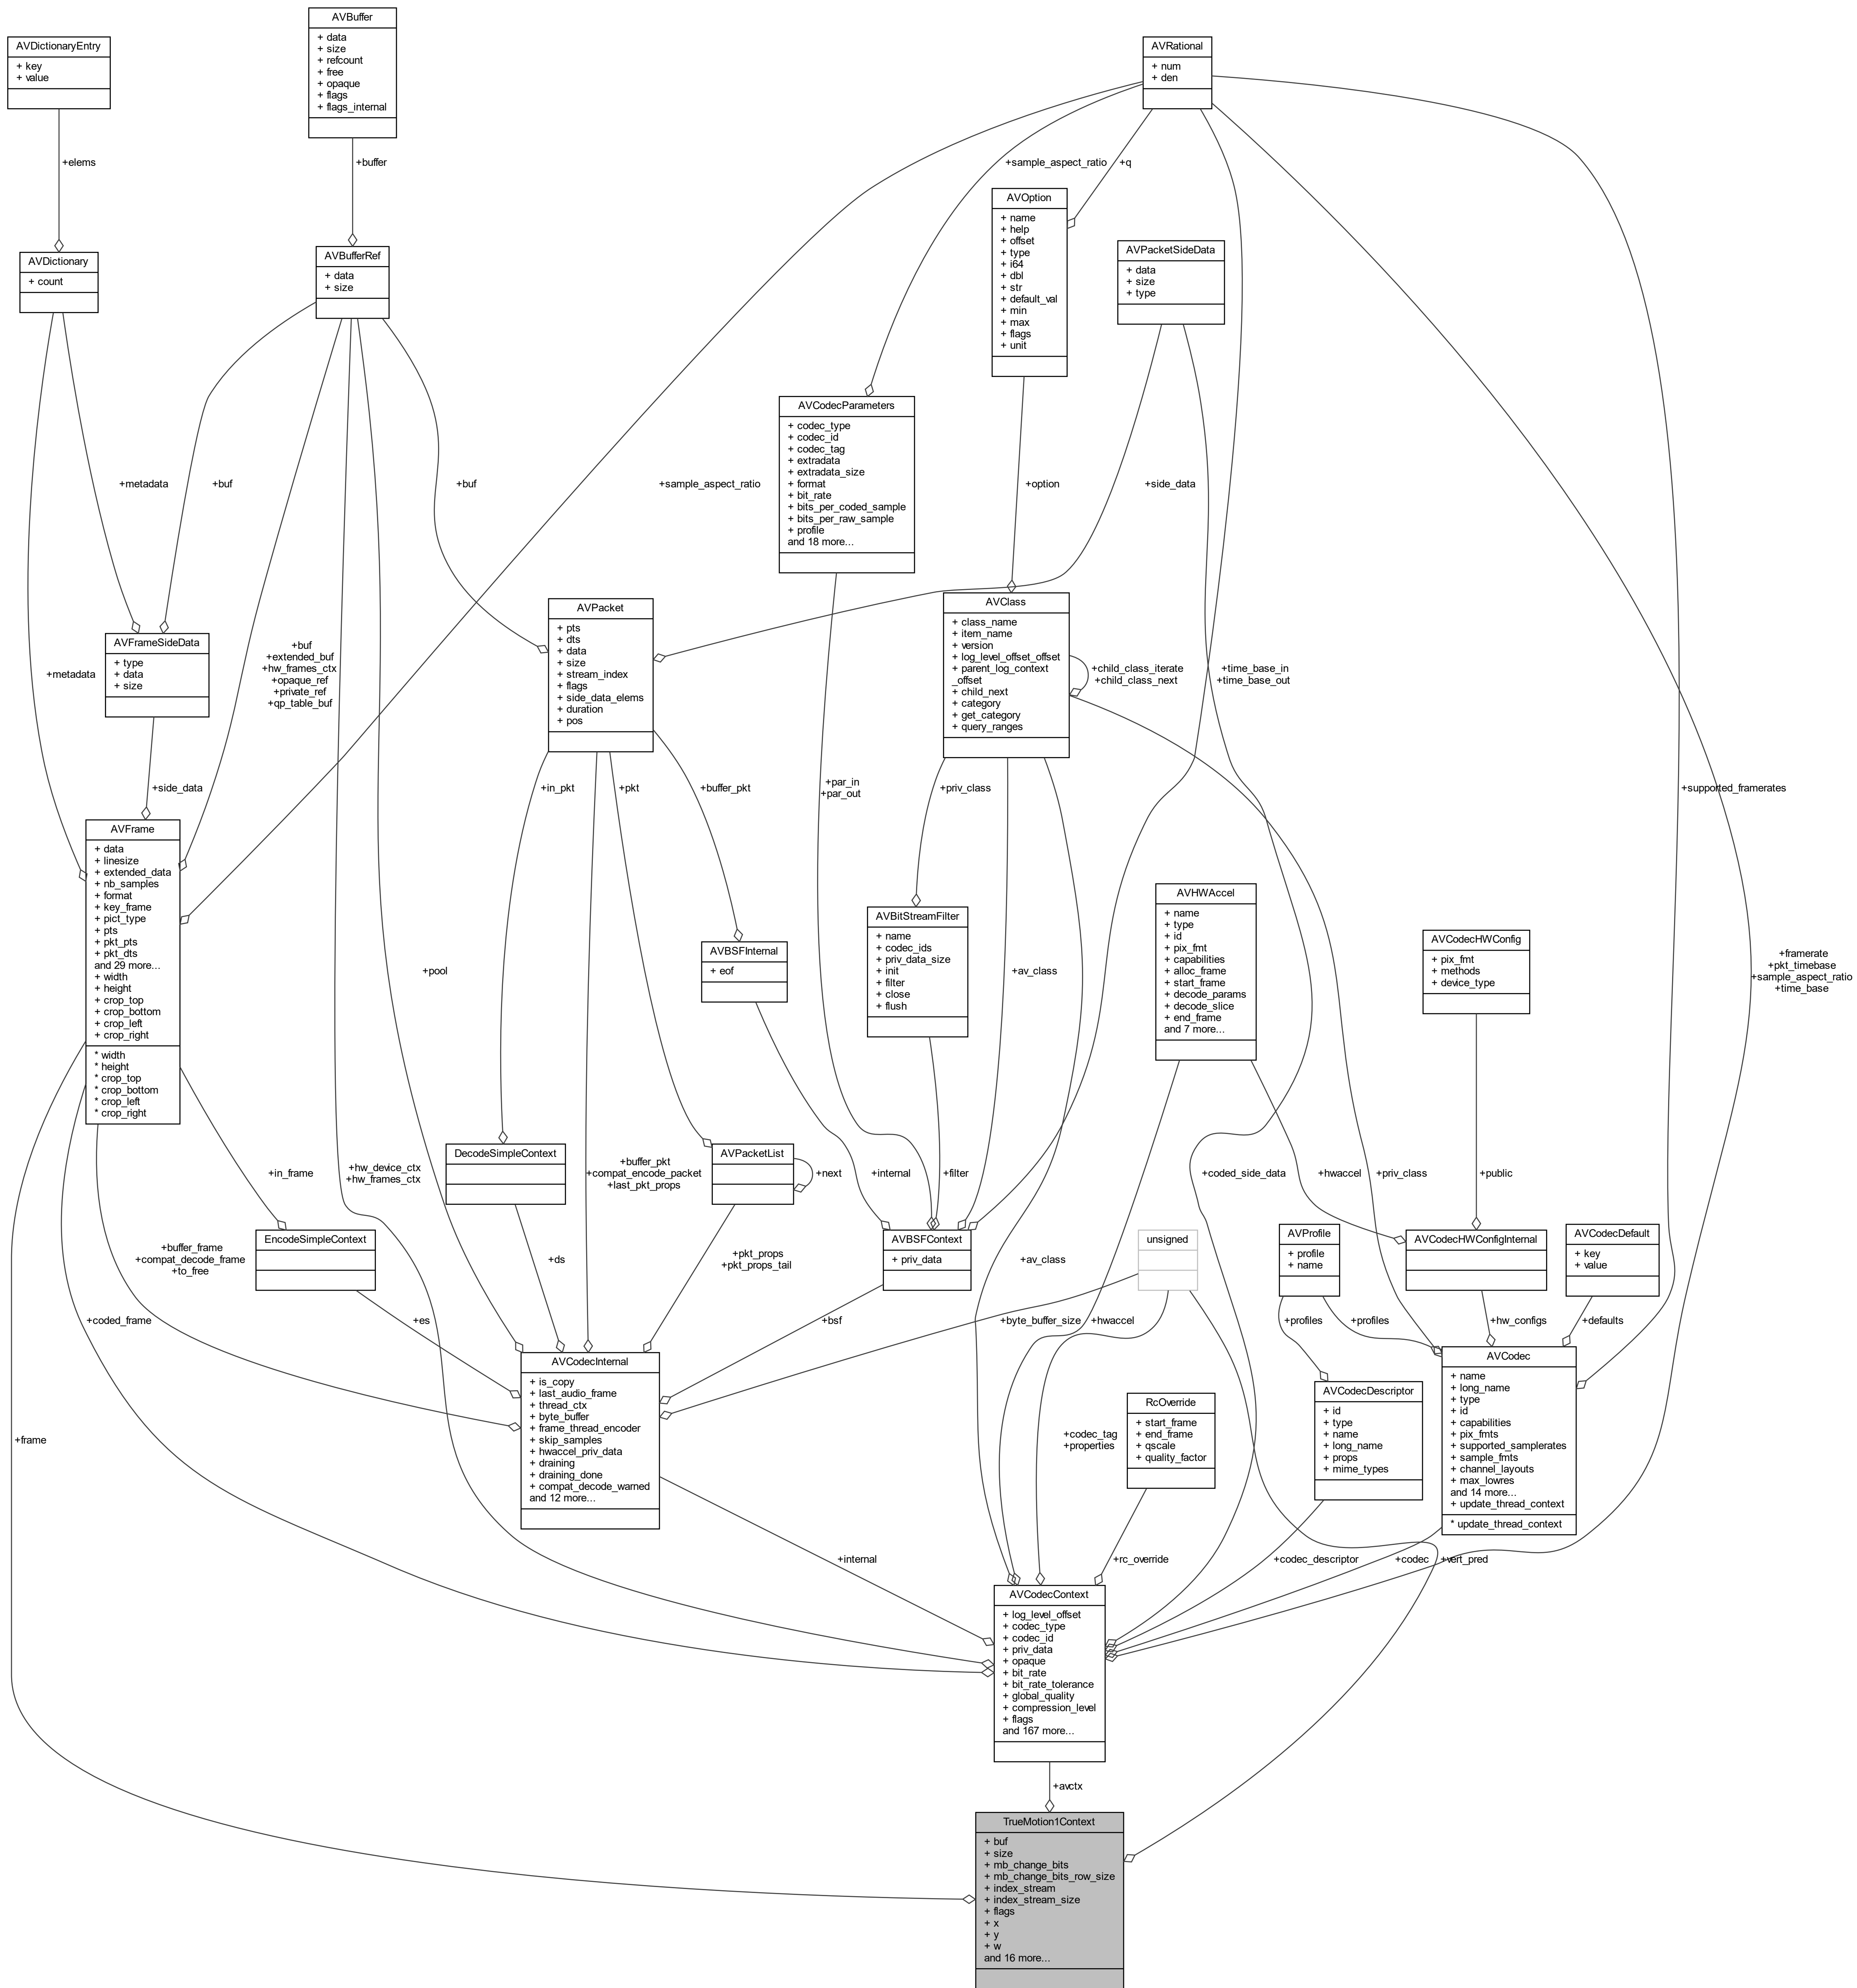 AVBuffer
+ data
+ size
+ refcount
+ free
+ opaque
+ flags
+ flags_internal
AVDictionaryEntry
+ key
+ value
AVRational
+ num
+ den
+elems
+buffer
+sample_aspect_ratio
+q
AVOption
+ name
+ help
+ offset
+ type
+ i64
+ dbl
+ str
+ default_val
+ min
+ max
+ flags
+ unit
AVPacketSideData
+ data
+ size
+ type
AVDictionary
+ count
AVBufferRef
+ data
+ size
AVCodecParameters
+ codec_type
+ codec_id
+ codec_tag
+ extradata
+ extradata_size
+ format
+ bit_rate
+ bits_per_coded_sample
+ bits_per_raw_sample
+ profile
and 18 more...
+metadata
+buf
+buf
+sample_aspect_ratio
+option
+side_data
AVPacket
+ pts
+ dts
+ data
+ size
+ stream_index
+ flags
+ side_data_elems
+ duration
+ pos
AVClass
+ class_name
+ item_name
+ version
+ log_level_offset_offset
+ parent_log_context
_offset
+ child_next
+ category
+ get_category
+ query_ranges
AVFrameSideData
+ type
+ data
+ size
+metadata
+buf
+extended_buf
+hw_frames_ctx
+opaque_ref
+private_ref
+qp_table_buf
+child_class_iterate
+child_class_next
+time_base_in
+time_base_out
+side_data
+in_pkt
+pkt
+buffer_pkt
+par_in
+par_out
+priv_class
+supported_framerates
AVFrame
+ data
+ linesize
+ extended_data
+ nb_samples
+ format
+ key_frame
+ pict_type
+ pts
+ pkt_pts
+ pkt_dts
and 29 more...
+ width
+ height
+ crop_top
+ crop_bottom
+ crop_left
+ crop_right
* width
* height
* crop_top
* crop_bottom
* crop_left
* crop_right
AVBitStreamFilter
+ name
+ codec_ids
+ priv_data_size
+ init
+ filter
+ close
+ flush
AVHWAccel
+ name
+ type
+ id
+ pix_fmt
+ capabilities
+ alloc_frame
+ start_frame
+ decode_params
+ decode_slice
+ end_frame
and 7 more...
AVCodecHWConfig
+ pix_fmt
+ methods
+ device_type
AVBSFInternal
+ eof
+pool
+av_class
+framerate
+pkt_timebase
+sample_aspect_ratio
+time_base
DecodeSimpleContext
AVPacketList
+next
+in_frame
+hw_device_ctx
+hw_frames_ctx
+buffer_pkt
+compat_encode_packet
+last_pkt_props
+internal
+filter
+coded_side_data
+hwaccel
+priv_class
+public
EncodeSimpleContext
AVBSFContext
+ priv_data
unsigned
AVProfile
+ profile
+ name
AVCodecHWConfigInternal
AVCodecDefault
+ key
+ value
+buffer_frame
+compat_decode_frame
+to_free
+ds
+pkt_props
+pkt_props_tail
+av_class
+coded_frame
+es
+bsf
+byte_buffer_size
+hwaccel
+profiles
+profiles
+hw_configs
+defaults
AVCodecInternal
+ is_copy
+ last_audio_frame
+ thread_ctx
+ byte_buffer
+ frame_thread_encoder
+ skip_samples
+ hwaccel_priv_data
+ draining
+ draining_done
+ compat_decode_warned
and 12 more...
AVCodec
+ name
+ long_name
+ type
+ id
+ capabilities
+ pix_fmts
+ supported_samplerates
+ sample_fmts
+ channel_layouts
+ max_lowres
and 14 more...
+ update_thread_context
* update_thread_context
AVCodecDescriptor
+ id
+ type
+ name
+ long_name
+ props
+ mime_types
RcOverride
+ start_frame
+ end_frame
+ qscale
+ quality_factor
+frame
+codec_tag
+properties
+internal
+rc_override
+codec_descriptor
+codec
+vert_pred
AVCodecContext
+ log_level_offset
+ codec_type
+ codec_id
+ priv_data
+ opaque
+ bit_rate
+ bit_rate_tolerance
+ global_quality
+ compression_level
+ flags
and 167 more...
+avctx
TrueMotion1Context
+ buf
+ size
+ mb_change_bits
+ mb_change_bits_row_size
+ index_stream
+ index_stream_size
+ flags
+ x
+ y
+ w
and 16 more...